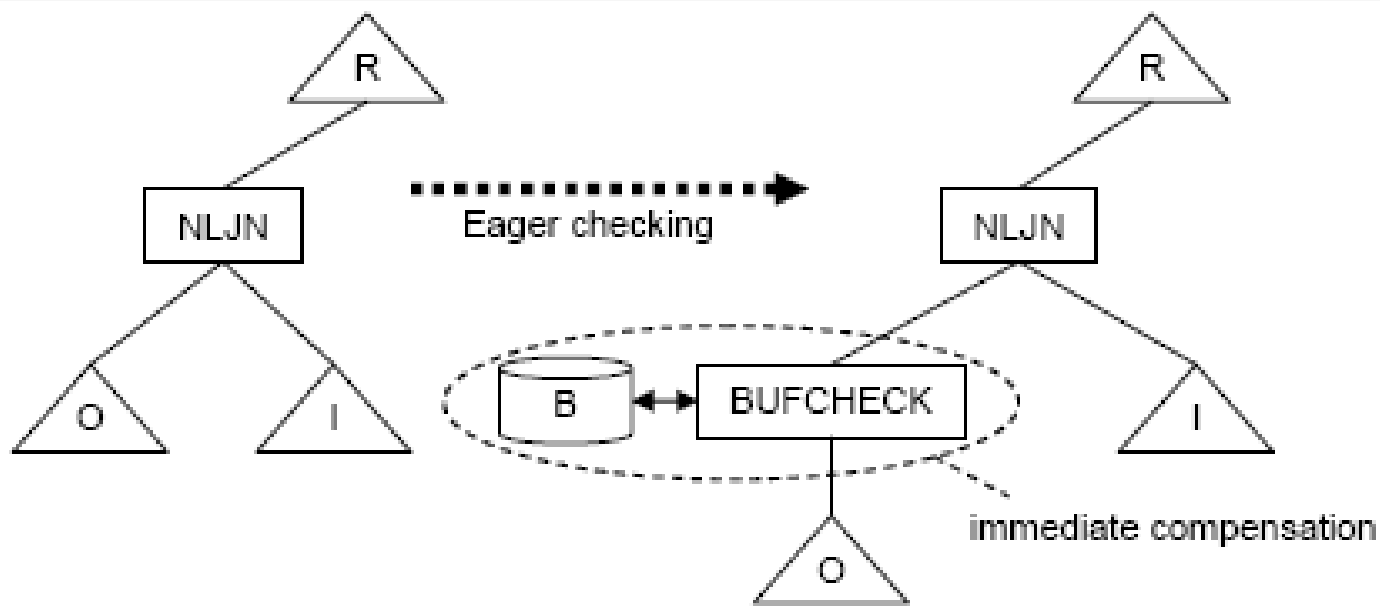 R
R
NLJN
Eager checking
NLJN
O
I
B
BUFCHECK
I
immediate compensation
O